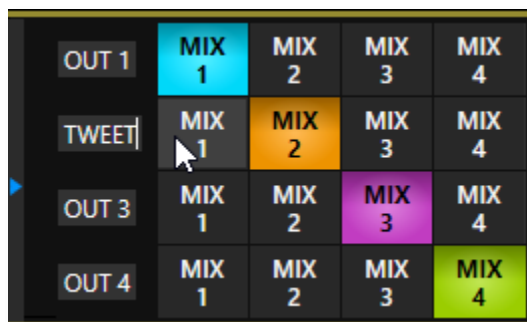 OUT 1 MIX 1 MIX 2 MIX 3 MIX 4
TWEET MIX 1 MIX 2 MIX 3 MIX 4
OUT 3 MIX 1 MIX 2 MIX 3 MIX 4
OUT 4 MIX 1 MIX 2 MIX 3 MIX 4